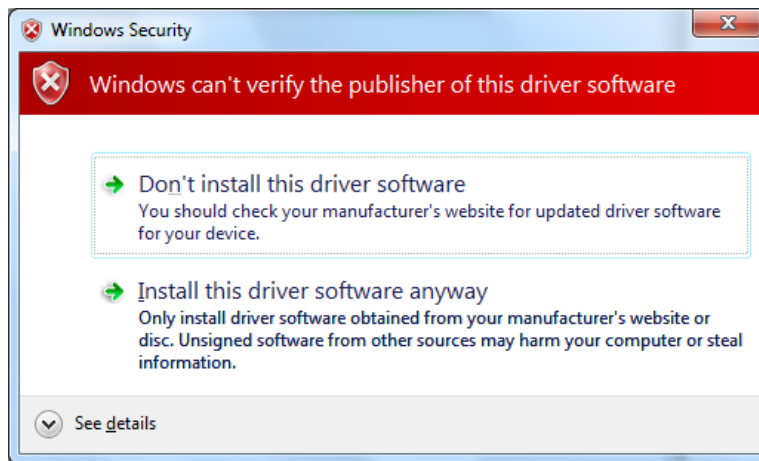 Windows Security
Windows can't verify the publisher of this driver software
Don't install this driver software
You should check your manufacturer's website for updated driver software
for your device.
Install this driver software anyway
Only install driver software obtained from your manufacturer's website or
disc. Unsigned software from other sources may harm your computer or steal
information.
See details